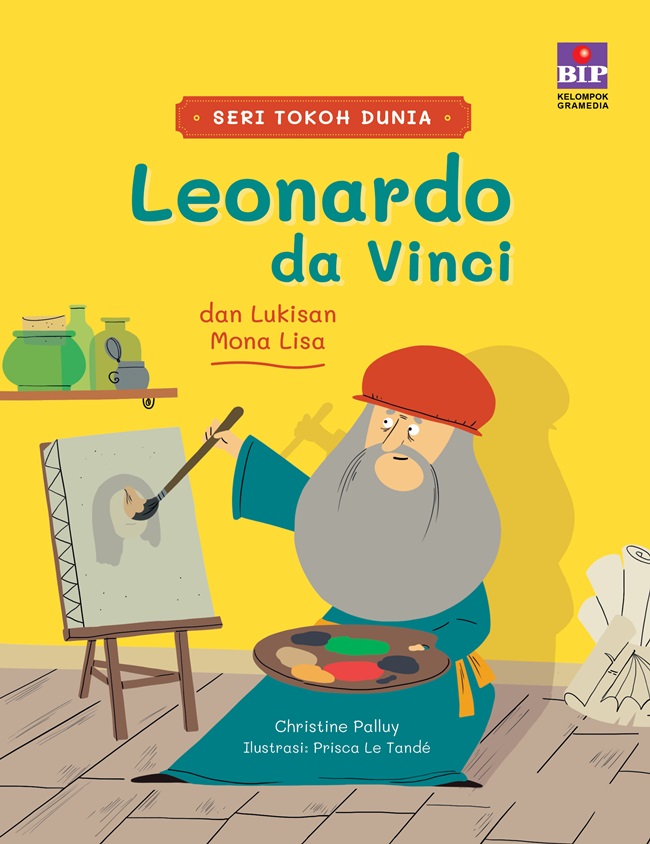 BIP
KELOMPOK
GRAMEDIA
SERI TOKOH DUNIA
Leonardo
da Vinci
dan Lukisan
Mona Lisa
Christine Palluy
Ilustrasi: Prisca Le Tandé